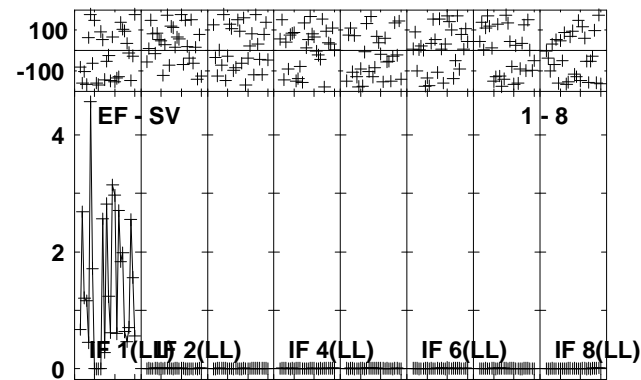 100
-100
EF - SV 1 - 8
4
2
IF 1(LL) IF 2(LL) IF 4(LL) IF 6(LL) IF 8(LL)
0